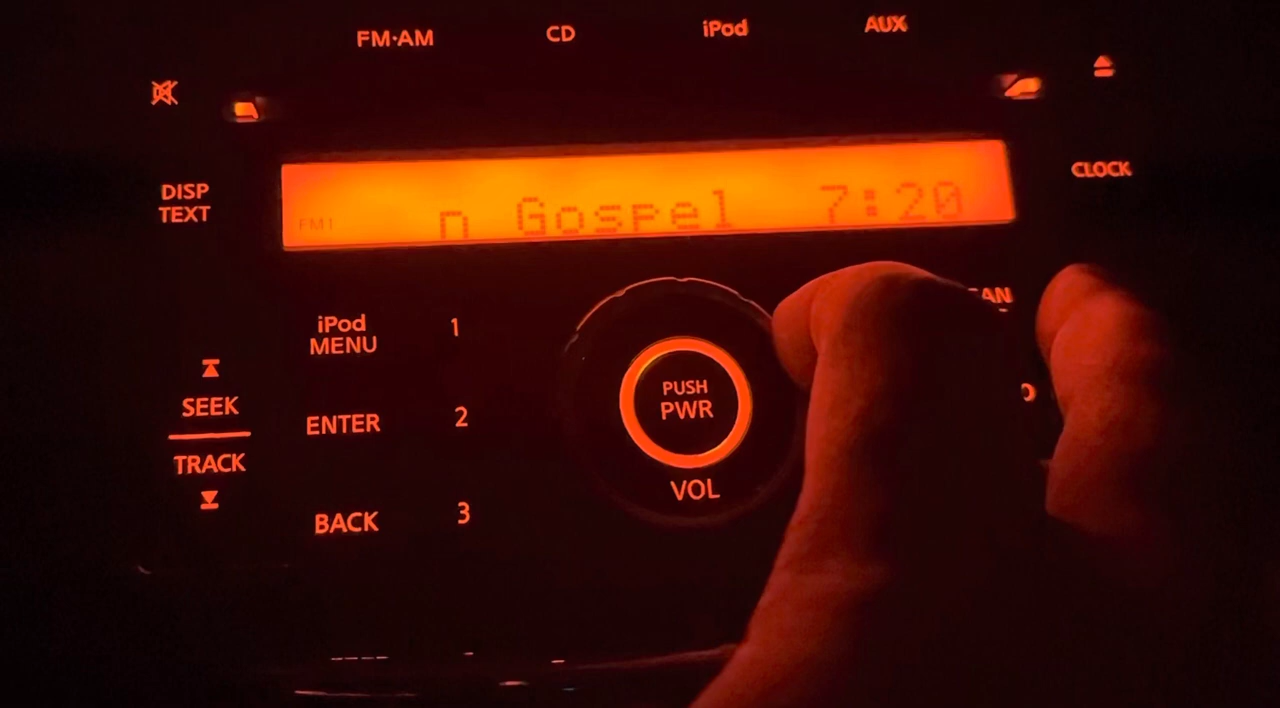 FM·AM CD iPod AUX
DISP
TEXT
CLOCK
FM1 n Gospel 7:20
iPod
MENU
1
SEEK
TRACK
ENTER
2
BACK
3
PUSH
PWR
VOL